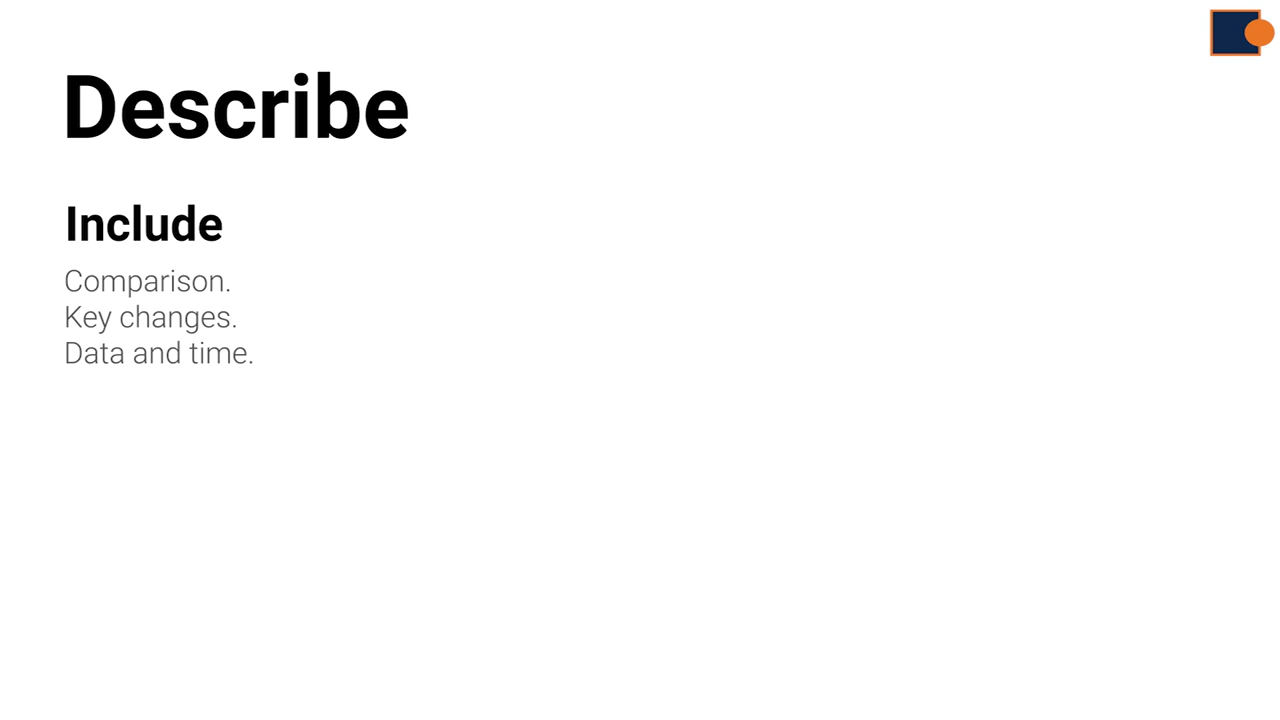 Describe
Include
Comparison.
Key changes.
Data and time.